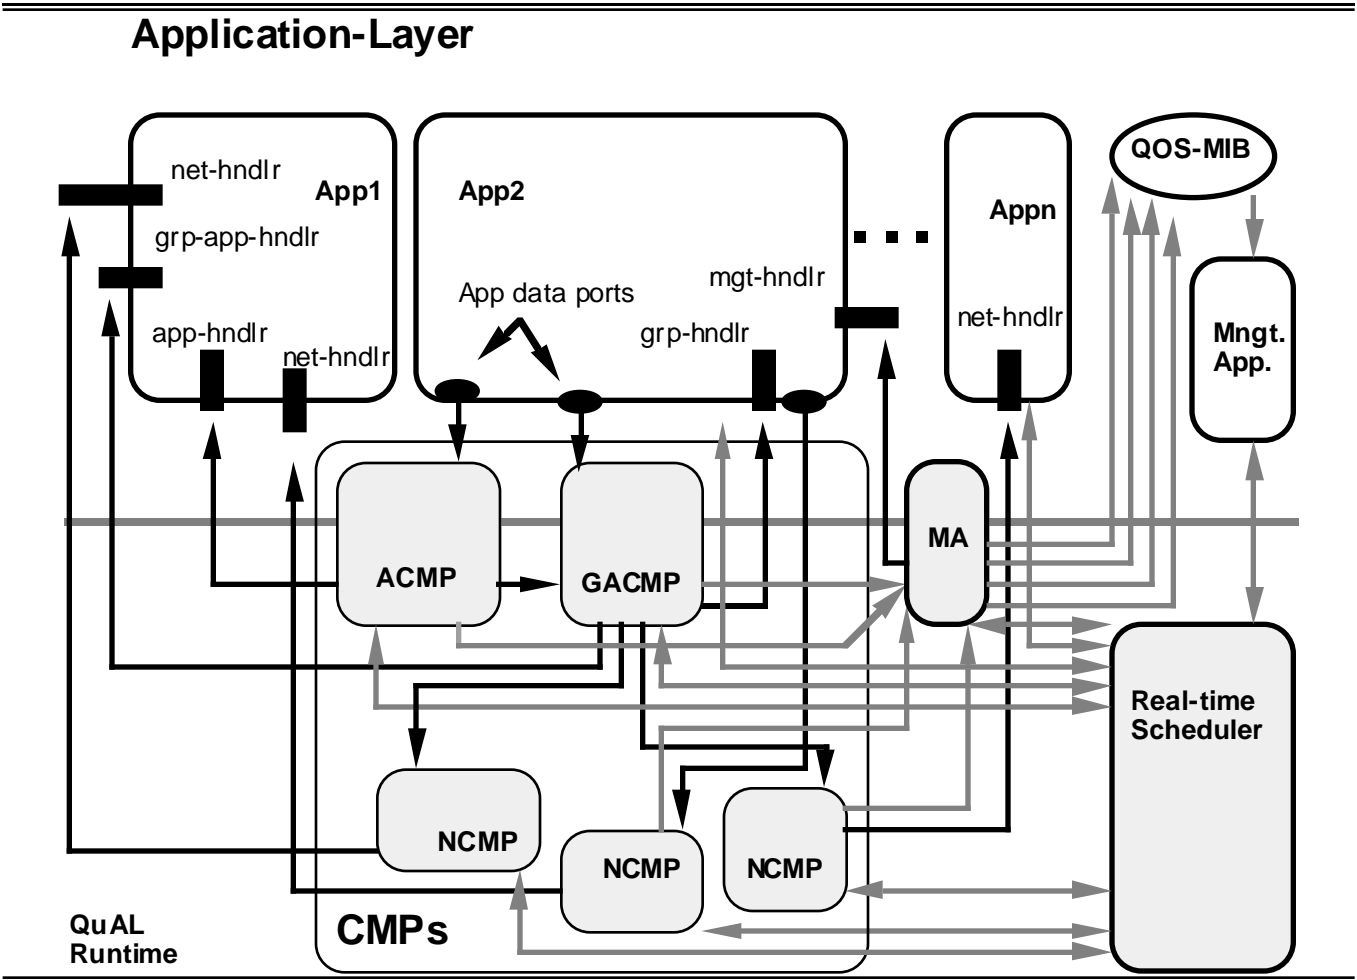 Application-Layer
net-hndlr
App1
grp-app-hndlr
app-hndlr
net-hndlr
App2
App data ports
mgt-hndlr
grp-hndlr
Appn
net-hndlr
QOS-MIB
Mngt.
App.
ACMP
GACMP
MA
Real-time
Scheduler
NCMP
NCMP
NCMP
CMPs
QuAL
Runtime